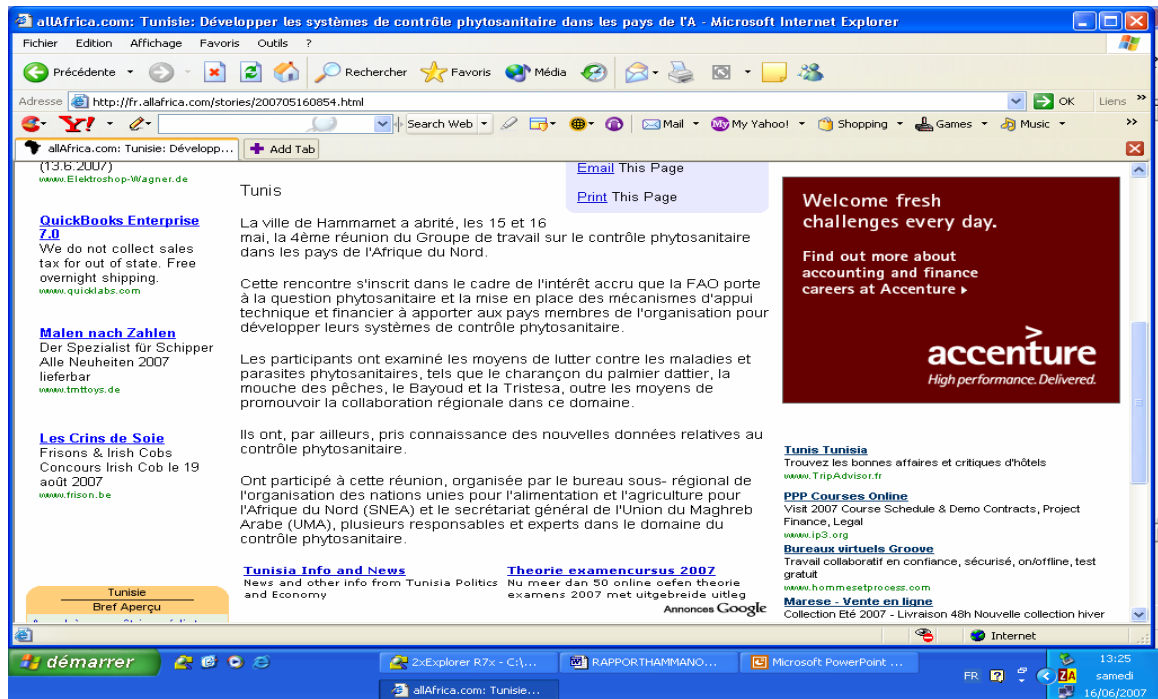 allAfrica.com: Tunisie: Développer les systèmes de contrôle phytosanitaire dans les pays de l'A - Microsoft Internet Explorer
Fichier Edition Affichage Favoris Outils ?
Précédente Rechercher Favoris Média
Adresse http://fr.allafrica.com/stories/200705160854.html OK Liens »
Y! Search Web Mail My Yahoo! Shopping Games Music »
allAfrica.com: Tunisie: Développ... Add Tab
(13.6.2007)
www.Elektroshop-Wagner.de
QuickBooks Enterprise
7.0
We do not collect sales
tax for out of state. Free
overnight shipping.
www.quicklabs.com
Malen nach Zahlen
Der Spezialist für Schipper
Alle Neuheiten 2007
lieferbar
www.tmttoys.de
Les Crins de Soie
Frisons & Irish Cobs
Concours Irish Cob le 19
août 2007
www.frison.be
Tunisie
Bref Aperçu
Email This Page
Print This Page
Tunis
La ville de Hammamet a abrité, les 15 et 16
mai, la 4ème réunion du Groupe de travail sur le contrôle phytosanitaire
dans les pays de l'Afrique du Nord.
Cette rencontre s'inscrit dans le cadre de l'intérêt accru que la FAO porte
à la question phytosanitaire et la mise en place des mécanismes d'appui
technique et financier à apporter aux pays membres de l'organisation pour
développer leurs systèmes de contrôle phytosanitaire.
Les participants ont examiné les moyens de lutter contre les maladies et
parasites phytosanitaires, tels que le charançon du palmier dattier, la
mouche des pêches, le Bayoud et la Tristesa, outre les moyens de
promouvoir la collaboration régionale dans ce domaine.
Ils ont, par ailleurs, pris connaissance des nouvelles données relatives au
contrôle phytosanitaire.
Ont participé à cette réunion, organisée par le bureau sous- régional de
l'organisation des nations unies pour l'alimentation et l'agriculture pour
l'Afrique du Nord (SNEA) et le secrétariat général de l'Union du Maghreb
Arabe (UMA), plusieurs responsables et experts dans le domaine du
contrôle phytosanitaire.
Tunisia Info and News
News and other info from Tunisia Politics
and Economy
Theorie examencursus 2007
Nu meer dan 50 online oefen theorie
examens 2007 met uitgebreide uitleg
Annonces Google
Welcome fresh
challenges every day.
Find out more about
accounting and finance
careers at Accenture
accenture
High performance. Delivered.
Tunis Tunisia
Trouvez les bonnes affaires et critiques d'hôtels
www.TripAdvisor.fr
PPP Courses Online
Visit 2007 Course Schedule & Demo Contracts, Project
Finance, Legal
www.ip3.org
Bureaux virtuels Groove
Travail collaboratif en confiance, sécurisé, on/offline, test
gratuit
www.hommesetprocess.com
Marese - Vente en ligne
Collection Eté 2007 - Livraison 48h Nouvelle collection hiver
Internet
démarrer 2xExplorer R7x - C:\... RAPPORTHAMMANO... Microsoft PowerPoint ...
allAfrica.com: Tunisie...
FR ZA
13:25
samedi
16/06/2007